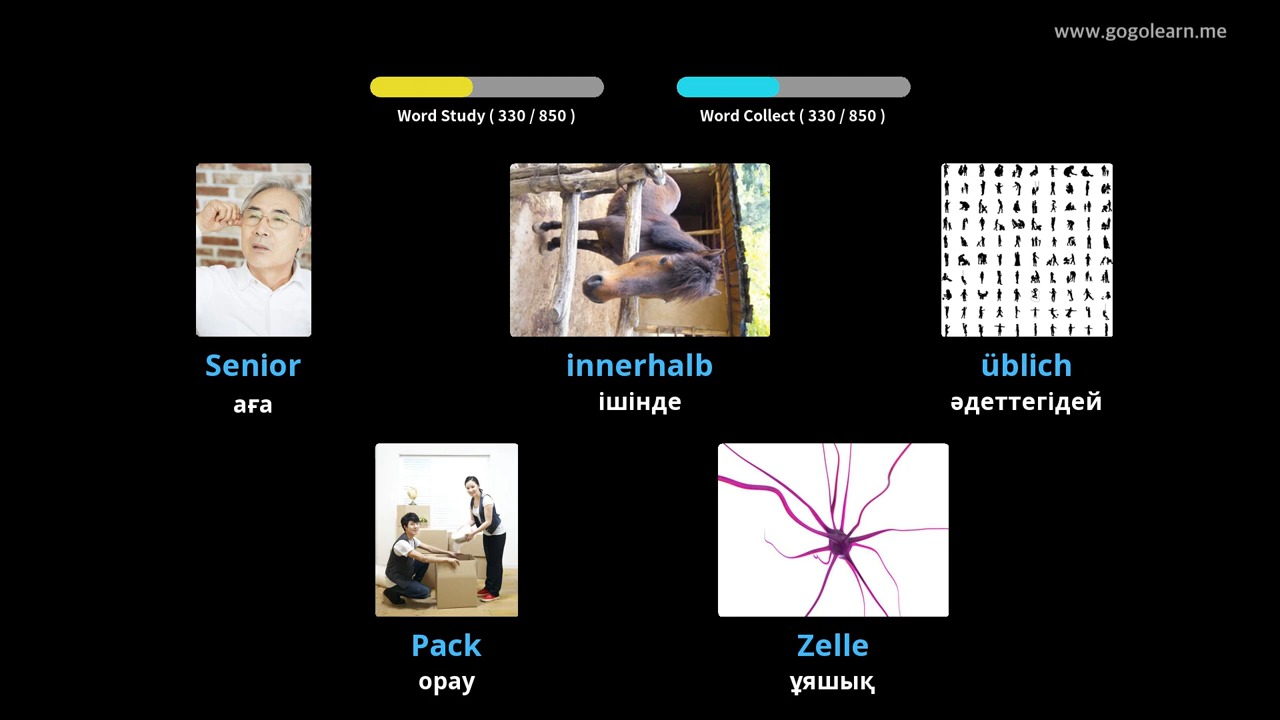 www.gogolearn.me
Word Study ( 330 / 850 )
Word Collect ( 330 / 850 )
Senior
аға
innerhalb
ішінде
üblich
әдеттегідей
Pack
орау
Zelle
ұяшық